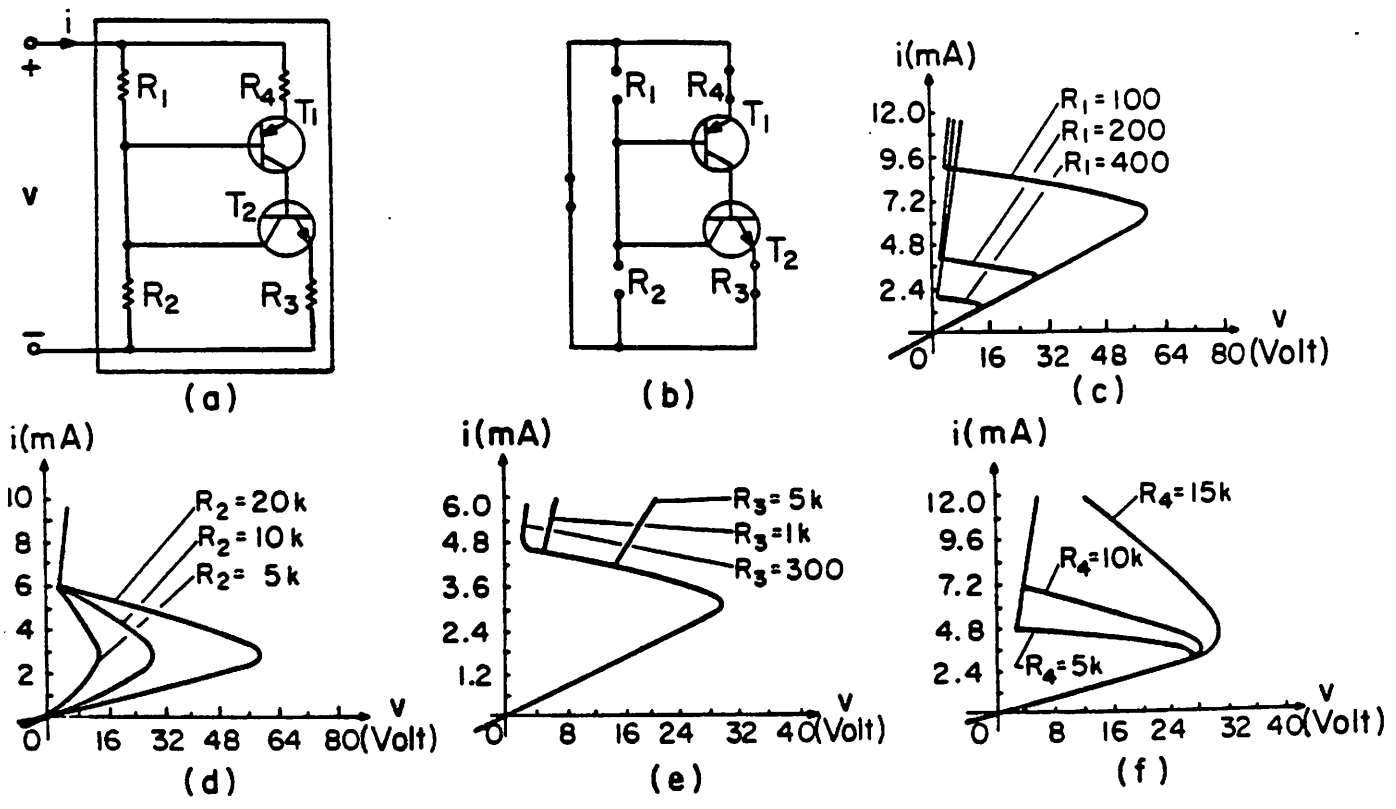 i
+
R₁
R₄
T₁
v
T₂
R₂
R₃
−
(a)
R₁
R₄
T₁
T₂
R₂
R₃
(b)
i(mA)
12.0
9.6
7.2
4.8
2.4
R₁=100
R₁=200
R₁=400
v
0 16 32 48 64 80(Volt)
(c)
i(mA)
10
8
6
4
2
R₂=20k
R₂=10k
R₂= 5k
v
0 16 32 48 64 80(Volt)
(d)
i(mA)
6.0
4.8
3.6
2.4
1.2
R₃=5k
R₃=1k
R₃=300
v
0 8 16 24 32 40(Volt)
(e)
i(mA)
12.0
9.6
7.2
4.8
2.4
R₄=15k
R₄=10k
R₄=5k
v
0 8 16 24 32 40(Volt)
(f)